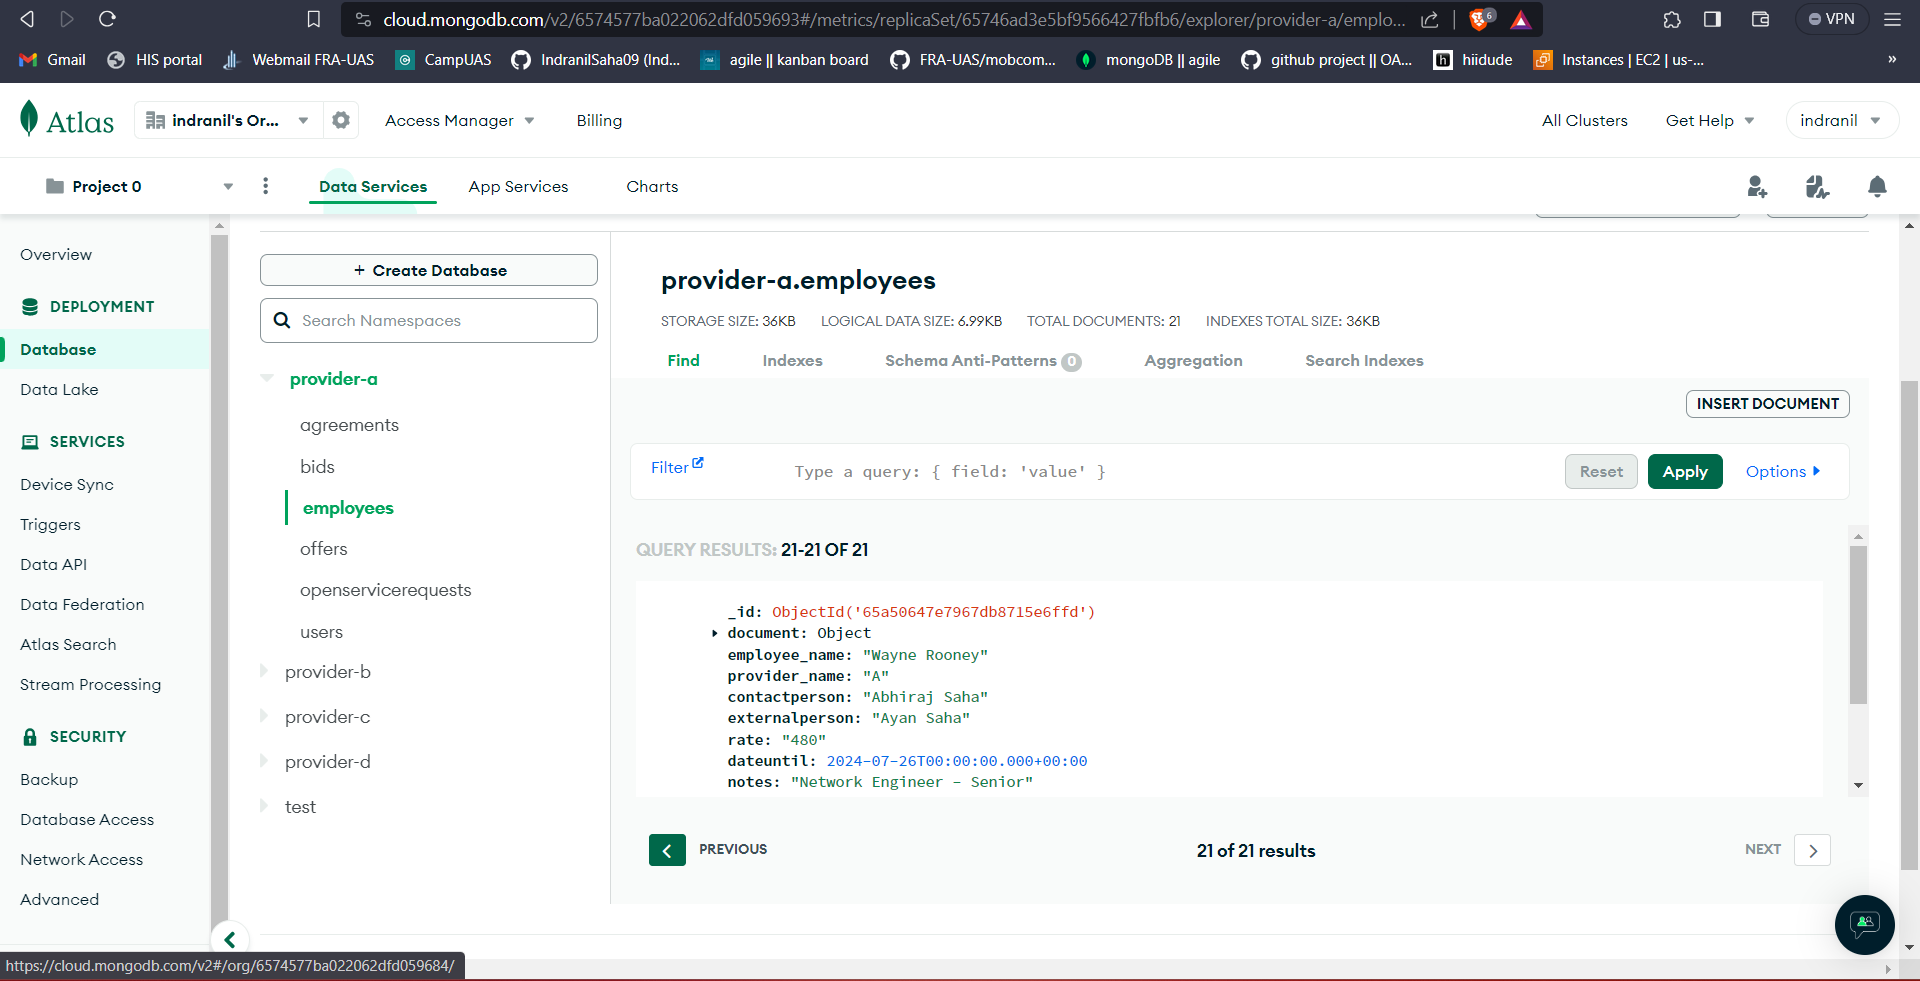 cloud.mongodb.com/v2/6574577ba022062dfd059693#/metrics/replicaSet/65746ad3e5bf9566427fbfb6/explorer/provider-a/emplo...
6
VPN
Gmail
HIS portal
Webmail FRA-UAS
CampUAS
IndranilSaha09 (Ind...
agile || kanban board
FRA-UAS/mobcom...
mongoDB || agile
github project || OA...
hiidude
Instances | EC2 | us-...
»
Atlas
indranil's Or...
Access Manager
Billing
All Clusters
Get Help
indranil
Project 0
Data Services
App Services
Charts
Overview
DEPLOYMENT
Database
Data Lake
SERVICES
Device Sync
Triggers
Data API
Data Federation
Atlas Search
Stream Processing
SECURITY
Backup
Database Access
Network Access
Advanced
+ Create Database
Search Namespaces
provider-a
agreements
bids
employees
offers
openservicerequests
users
provider-b
provider-c
provider-d
test
provider-a.employees
STORAGE SIZE: 36KB LOGICAL DATA SIZE: 6.99KB TOTAL DOCUMENTS: 21 INDEXES TOTAL SIZE: 36KB
Find
Indexes
Schema Anti-Patterns 0
Aggregation
Search Indexes
INSERT DOCUMENT
Filter
Type a query: { field: 'value' }
Reset
Apply
Options
QUERY RESULTS: 21-21 OF 21
_id: ObjectId('65a50647e7967db8715e6ffd')
document: Object
employee_name: "Wayne Rooney"
provider_name: "A"
contactperson: "Abhiraj Saha"
externalperson: "Ayan Saha"
rate: "480"
dateuntil: 2024-07-26T00:00:00.000+00:00
notes: "Network Engineer - Senior"
PREVIOUS
21 of 21 results
NEXT
https://cloud.mongodb.com/v2#/org/6574577ba022062dfd059684/